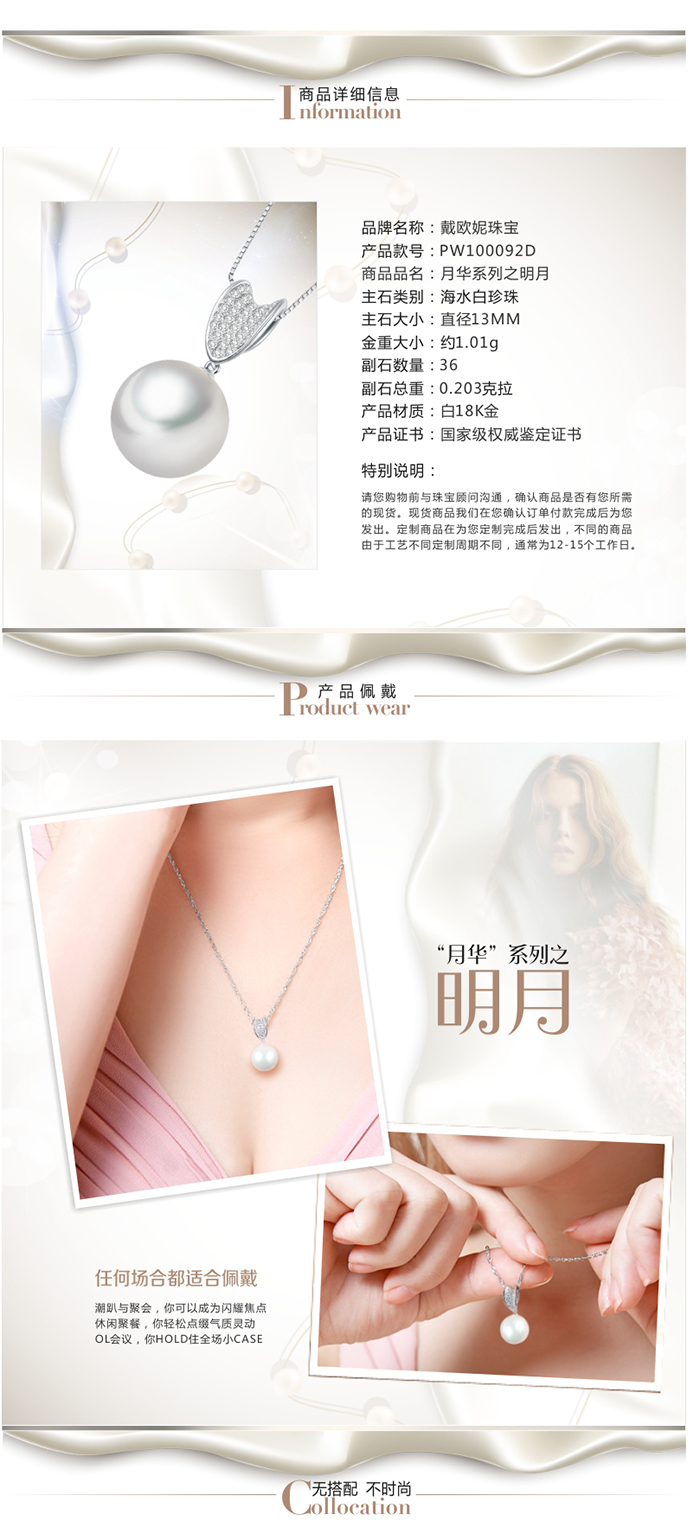 商品详细信息
Information
品牌名称：戴欧妮珠宝
产品款号：PW100092D
商品品名：月华系列之明月
主石类别：海水白珍珠
主石大小：直径13MM
金重大小：约1.01g
副石数量：36
副石总重：0.203克拉
产品材质：白18K金
产品证书：国家级权威鉴定证书
特别说明：
请您购物前与珠宝顾问沟通，确认商品是否有您所需
的现货。现货商品我们在您确认订单付款完成后为您
发出。定制商品在为您定制完成后发出，不同的商品
由于工艺不同定制周期不同，通常为12-15个工作日。
产品佩戴
Product wear
“月华”系列之
明月
任何场合都适合佩戴
潮趴与聚会，你可以成为闪耀焦点
休闲聚餐，你轻松点缀气质灵动
OL会议，你HOLD住全场小CASE
无搭配 不时尚
Collocation